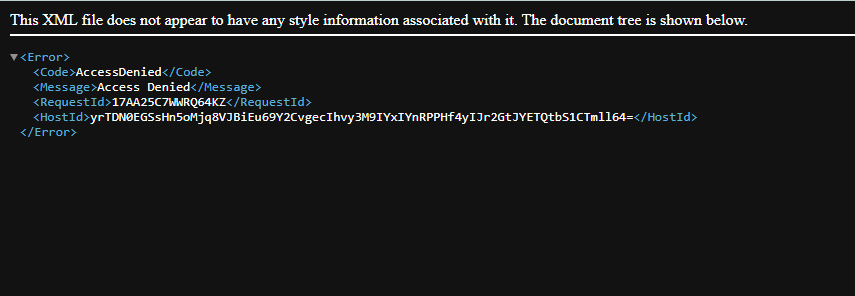 This XML file does not appear to have any style information associated with it. The document tree is shown below.
▼<Error>
<Code>AccessDenied</Code>
<Message>Access Denied</Message>
<RequestId>17AA25C7WWRQ64KZ</RequestId>
<HostId>yrTDN0EGSsHn5oMjq8VJBiEu69Y2CvgecIhvy3M9IYxIYnRPPHf4yIJr2GtJYETQtbS1CTmll64=</HostId>
</Error>